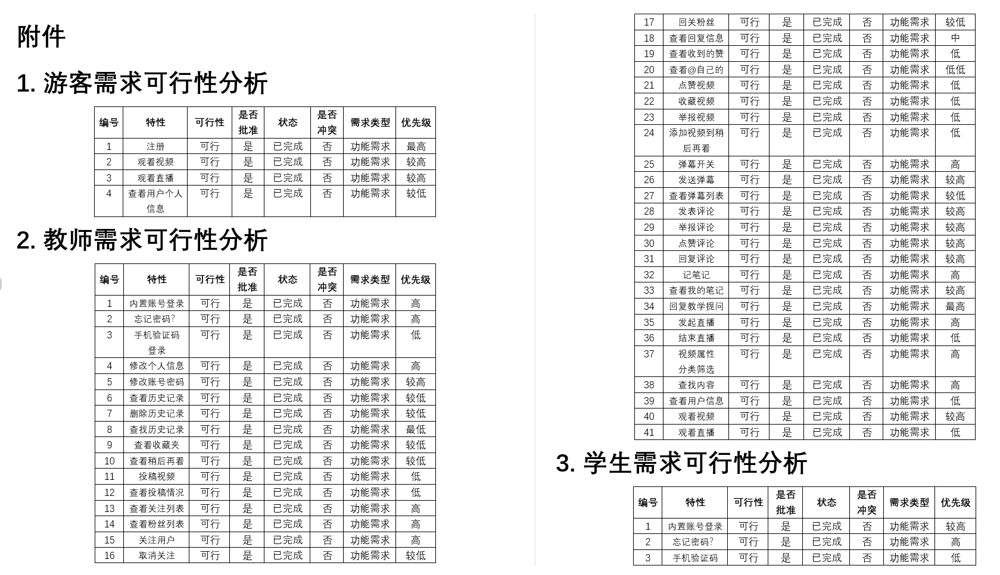 附件
1. 游客需求可行性分析
编号 特性 可行性 是否批准 状态 是否冲突 需求类型 优先级
1 注册 可行 是 已完成 否 功能需求 最高
2 观看视频 可行 是 已完成 否 功能需求 较高
3 观看直播 可行 是 已完成 否 功能需求 较高
4 查看用户个人信息 可行 是 已完成 否 功能需求 较低
2. 教师需求可行性分析
编号 特性 可行性 是否批准 状态 是否冲突 需求类型 优先级
1 内置账号登录 可行 是 已完成 否 功能需求 高
2 忘记密码? 可行 是 已完成 否 功能需求 高
3 手机验证码登录 可行 是 已完成 否 功能需求 低
4 修改个人信息 可行 是 已完成 否 功能需求 高
5 修改账号密码 可行 是 已完成 否 功能需求 较高
6 查看历史记录 可行 是 已完成 否 功能需求 较低
7 删除历史记录 可行 是 已完成 否 功能需求 较低
8 查找历史记录 可行 是 已完成 否 功能需求 最低
9 查看收藏夹 可行 是 已完成 否 功能需求 较低
10 查看稍后再看 可行 是 已完成 否 功能需求 较低
11 投稿视频 可行 是 已完成 否 功能需求 低
12 查看投稿情况 可行 是 已完成 否 功能需求 低
13 查看关注列表 可行 是 已完成 否 功能需求 高
14 查看粉丝列表 可行 是 已完成 否 功能需求 高
15 关注用户 可行 是 已完成 否 功能需求 高
16 取消关注 可行 是 已完成 否 功能需求 较低
17 回关粉丝 可行 是 已完成 否 功能需求 较低
18 查看回复信息 可行 是 已完成 否 功能需求 中
19 查看收到的赞 可行 是 已完成 否 功能需求 低
20 查看@自己的 可行 是 已完成 否 功能需求 低低
21 点赞视频 可行 是 已完成 否 功能需求 低
22 收藏视频 可行 是 已完成 否 功能需求 低
23 举报视频 可行 是 已完成 否 功能需求 低
24 添加视频到稍后再看 可行 是 已完成 否 功能需求 低
25 弹幕开关 可行 是 已完成 否 功能需求 高
26 发送弹幕 可行 是 已完成 否 功能需求 较高
27 查看弹幕列表 可行 是 已完成 否 功能需求 较低
28 发表评论 可行 是 已完成 否 功能需求 较高
29 举报评论 可行 是 已完成 否 功能需求 较高
30 点赞评论 可行 是 已完成 否 功能需求 较高
31 回复评论 可行 是 已完成 否 功能需求 较高
32 记笔记 可行 是 已完成 否 功能需求 高
33 查看我的笔记 可行 是 已完成 否 功能需求 较高
34 回复教学提问 可行 是 已完成 否 功能需求 最高
35 发起直播 可行 是 已完成 否 功能需求 高
36 结束直播 可行 是 已完成 否 功能需求 低
37 视频属性分类筛选 可行 是 已完成 否 功能需求 高
38 查找内容 可行 是 已完成 否 功能需求 高
39 查看用户信息 可行 是 已完成 否 功能需求 低
40 观看视频 可行 是 已完成 否 功能需求 较高
41 观看直播 可行 是 已完成 否 功能需求 低
3. 学生需求可行性分析
编号 特性 可行性 是否批准 状态 是否冲突 需求类型 优先级
1 内置账号登录 可行 是 已完成 否 功能需求 较高
2 忘记密码? 可行 是 已完成 否 功能需求 高
3 手机验证码 可行 是 已完成 否 功能需求 低